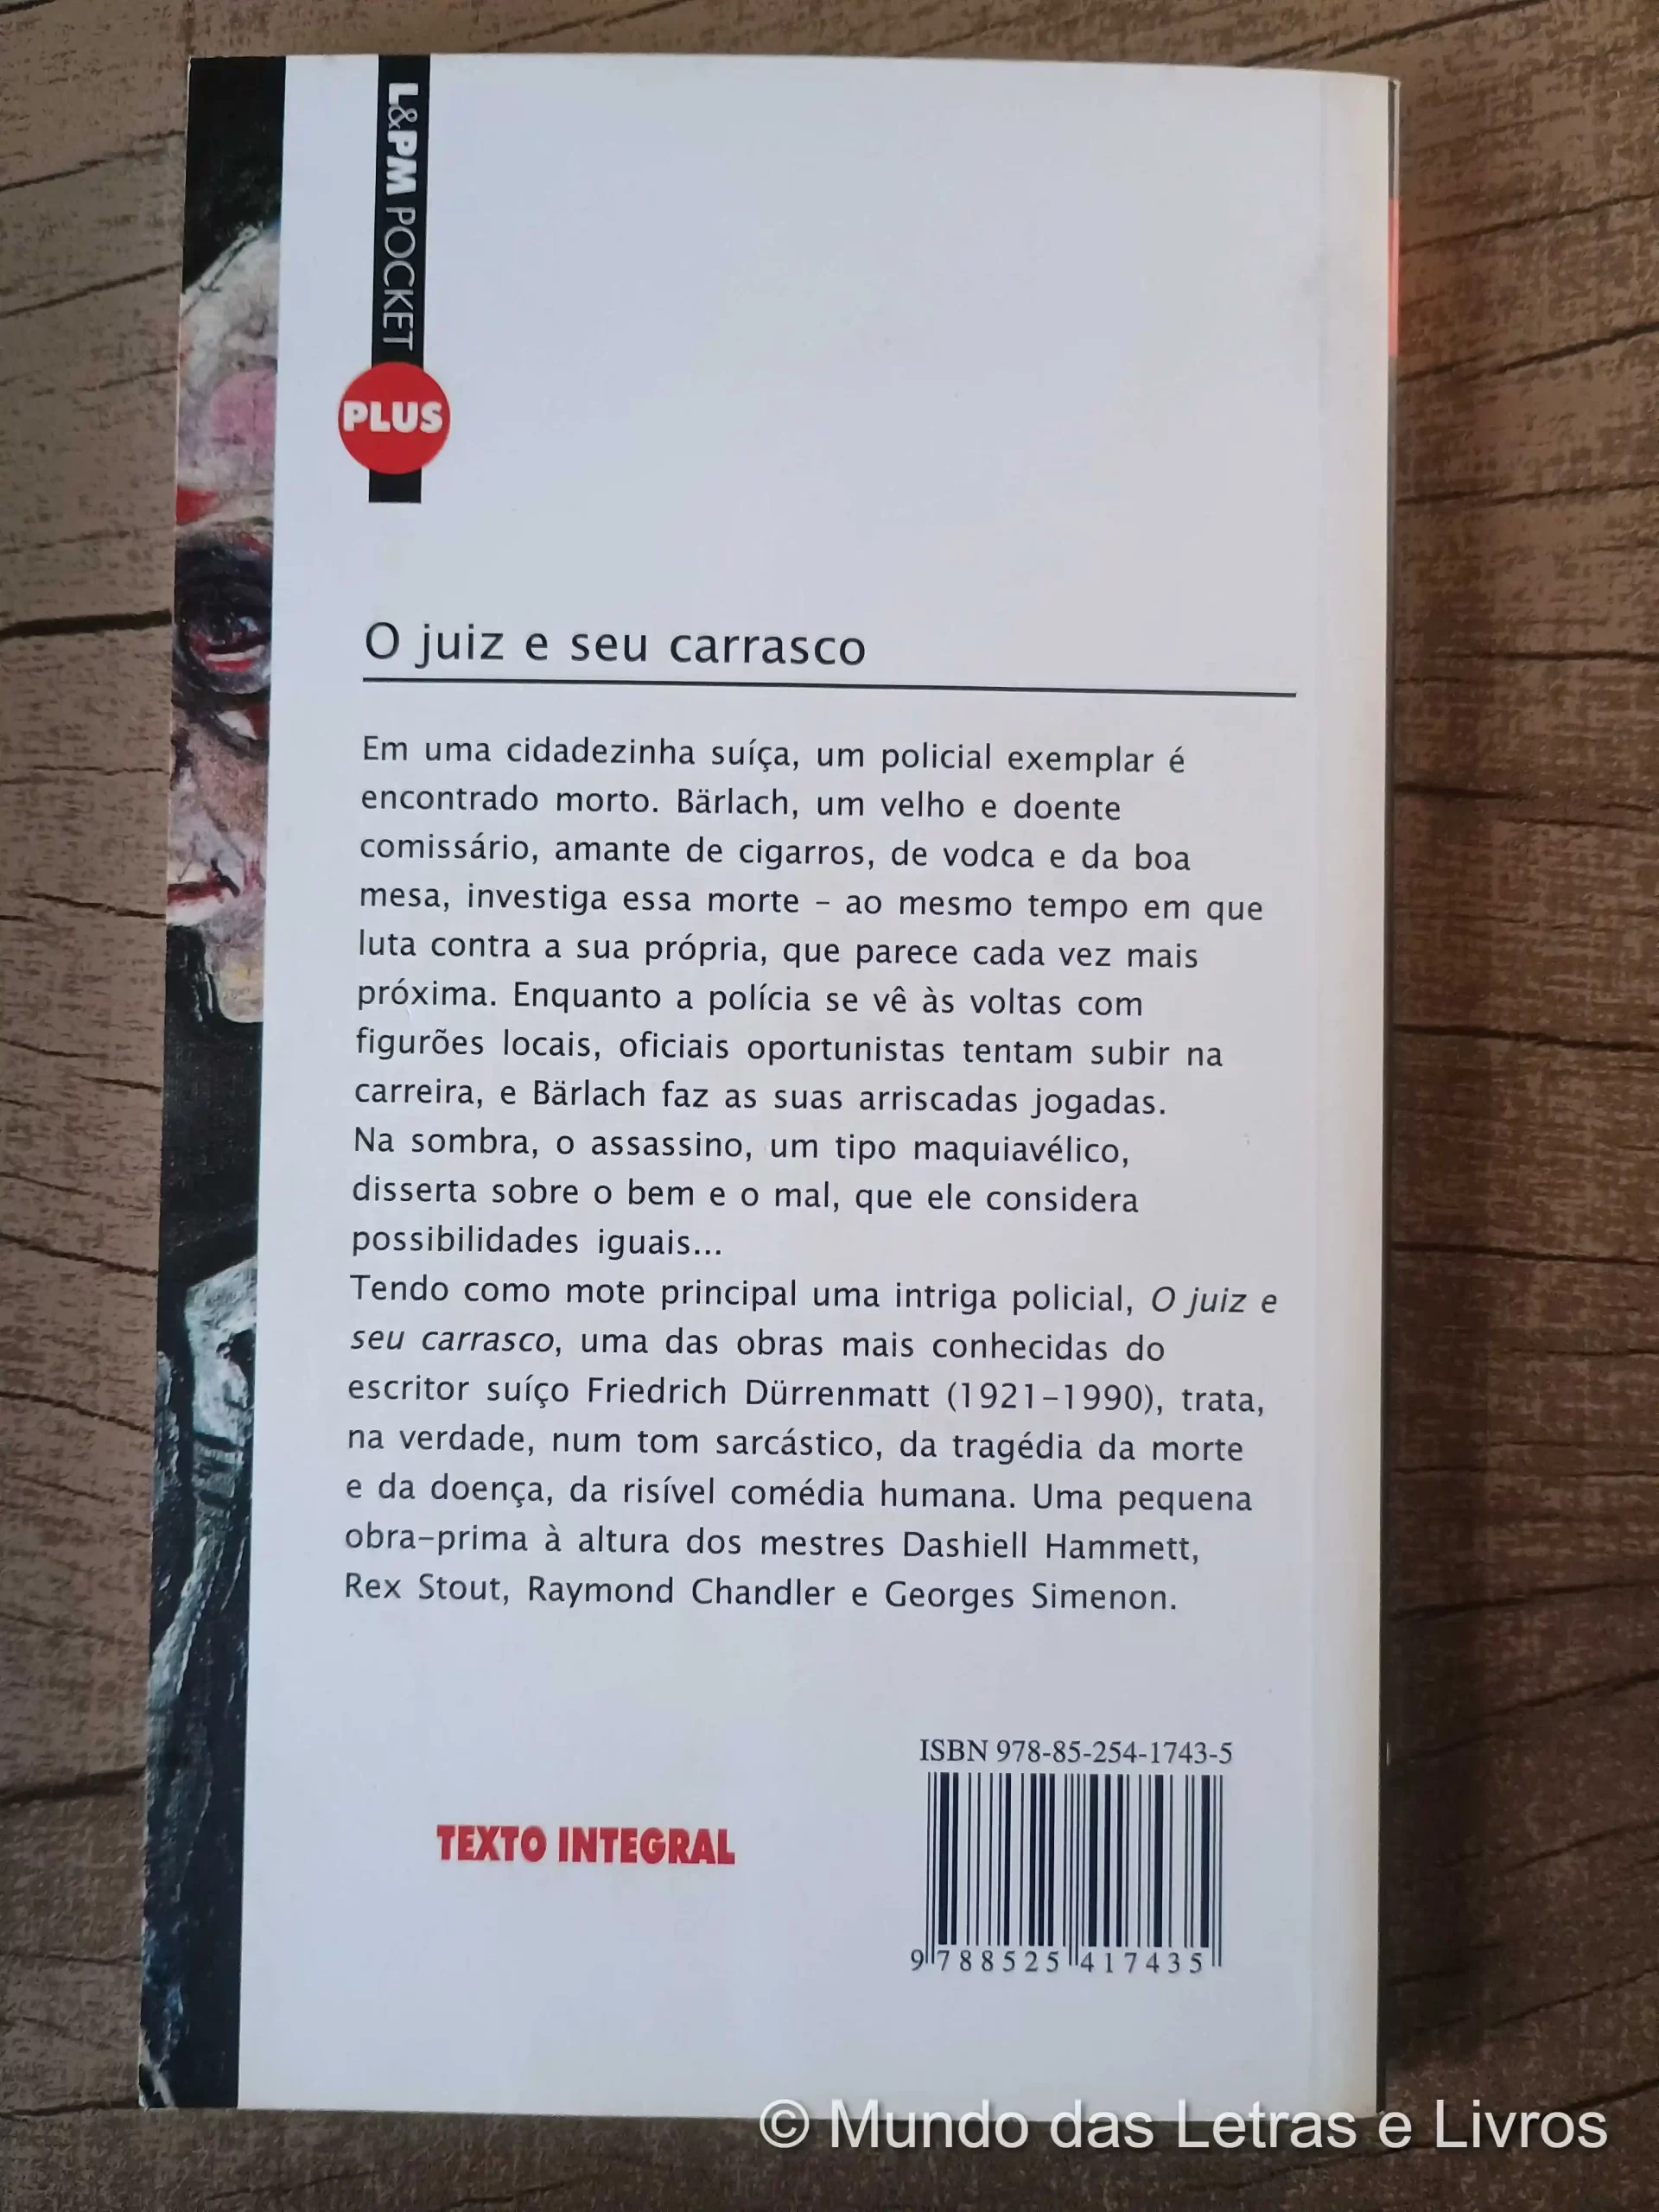 L&PM POCKET
PLUS
O juiz e seu carrasco
Em uma cidadezinha suíça, um policial exemplar é
encontrado morto. Bärlach, um velho e doente
comissário, amante de cigarros, de vodca e da boa
mesa, investiga essa morte – ao mesmo tempo em que
luta contra a sua própria, que parece cada vez mais
próxima. Enquanto a polícia se vê às voltas com
figurões locais, oficiais oportunistas tentam subir na
carreira, e Bärlach faz as suas arriscadas jogadas.
Na sombra, o assassino, um tipo maquiavélico,
disserta sobre o bem e o mal, que ele considera
possibilidades iguais...
Tendo como mote principal uma intriga policial, O juiz e
seu carrasco, uma das obras mais conhecidas do
escritor suíço Friedrich Dürrenmatt (1921-1990), trata,
na verdade, num tom sarcástico, da tragédia da morte
e da doença, da risível comédia humana. Uma pequena
obra-prima à altura dos mestres Dashiell Hammett,
Rex Stout, Raymond Chandler e Georges Simenon.
ISBN 978-85-254-1743-5
TEXTO INTEGRAL
9 788525 417435
© Mundo das Letras e Livros